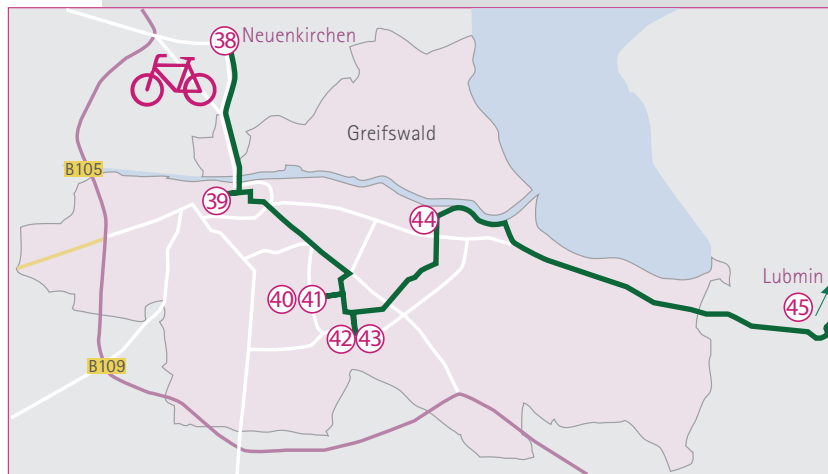 38 Neuenkirchen
Greifswald
B105
39
44
Lubmin
40 41
45
42 43
B109